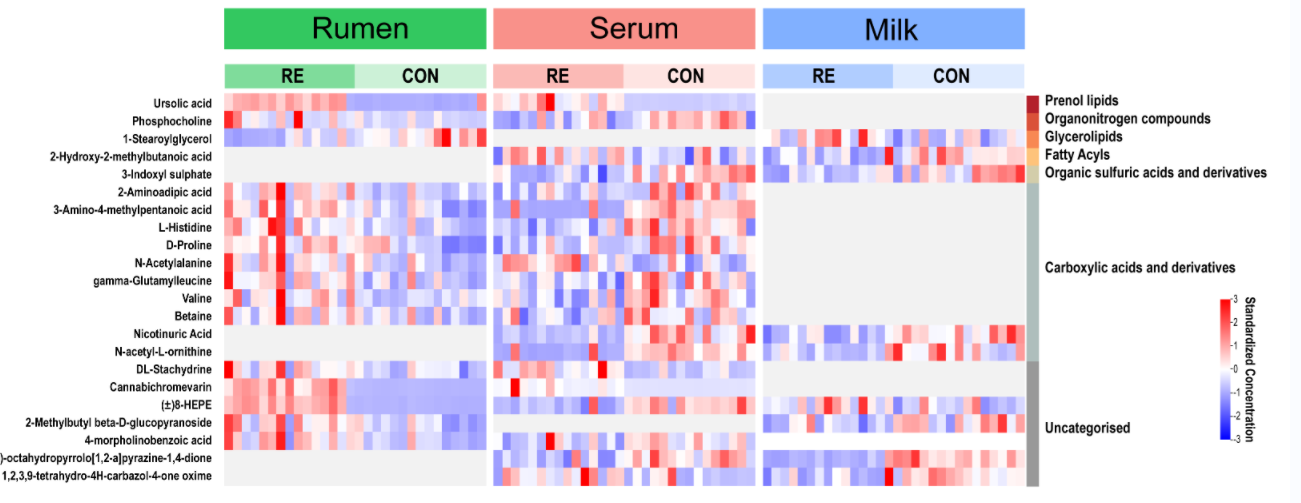 Rumen Serum Milk
RE CON RE CON RE CON
Ursolic acid
Phosphocholine
1-Stearoylglycerol
2-Hydroxy-2-methylbutanoic acid
3-Indoxyl sulphate
2-Aminoadipic acid
3-Amino-4-methylpentanoic acid
L-Histidine
D-Proline
N-Acetylalanine
gamma-Glutamylleucine
Valine
Betaine
Nicotinuric Acid
N-acetyl-L-ornithine
DL-Stachydrine
Cannabichromevarin
(±)8-HEPE
2-Methylbutyl beta-D-glucopyranoside
4-morpholinobenzoic acid
)-octahydropyrrolo[1,2-a]pyrazine-1,4-dione
1,2,3,9-tetrahydro-4H-carbazol-4-one oxime
Prenol lipids
Organonitrogen compounds
Glycerolipids
Fatty Acyls
Organic sulfuric acids and derivatives
Carboxylic acids and derivatives
Uncategorised
3
2
1
0
-1
-2
-3
Standardized Concentration